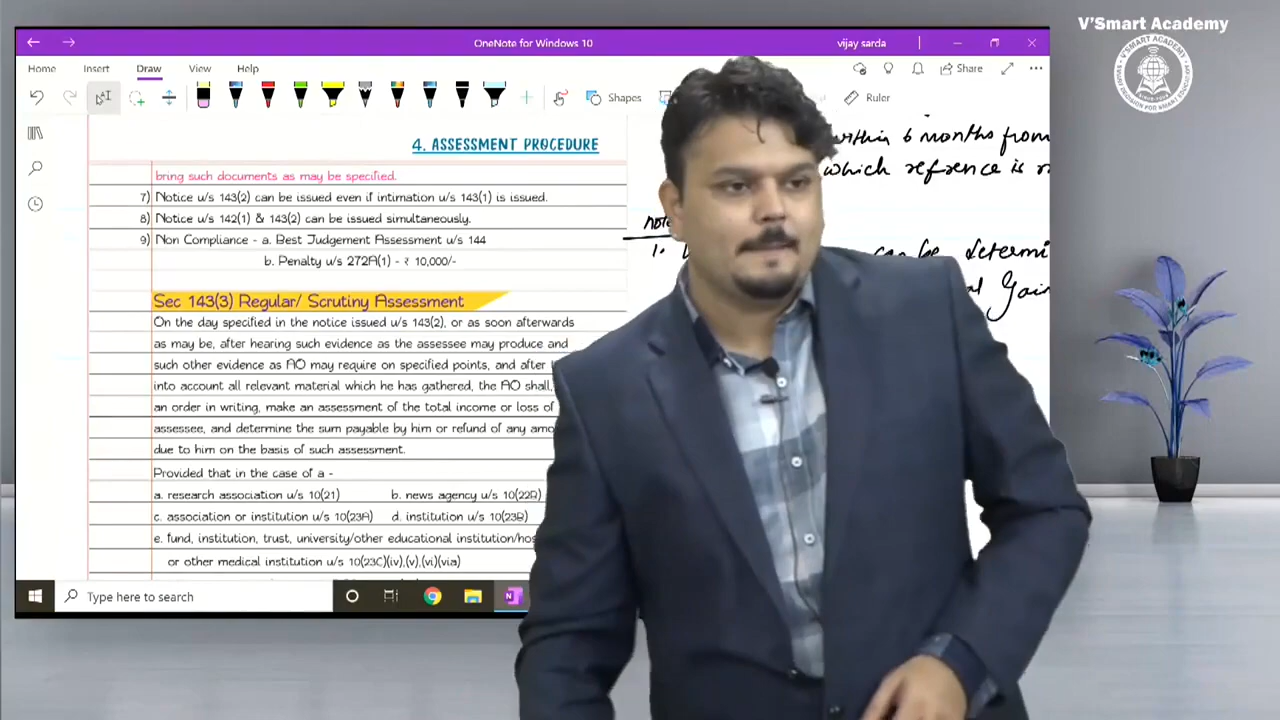 V'Smart Academy
V'SMART ACADEMY
OneNote for Windows 10
vijay sarda
Home Insert Draw View Help
Share
Shapes
Ruler
4. ASSESSMENT PROCEDURE
bring such documents as may be specified.
7) Notice u/s 143(2) can be issued even if intimation u/s 143(1) is issued.
8) Notice u/s 142(1) & 143(2) can be issued simultaneously.
9) Non Compliance - a. Best Judgement Assessment u/s 144
b. Penalty u/s 272A(1) - ₹ 10,000/-
Sec 143(3) Regular/ Scrutiny Assessment
On the day specified in the notice issued u/s 143(2), or as soon afterwards
as may be, after hearing such evidence as the assessee may produce and
such other evidence as AO may require on specified points, and after
into account all relevant material which he has gathered, the AO shall,
an order in writing, make an assessment of the total income or loss of
assessee, and determine the sum payable by him or refund of any amo
due to him on the basis of such assessment.
Provided that in the case of a -
a. research association u/s 10(21) b. news agency u/s 10(22B)
c. association or institution u/s 10(23A) d. institution u/s 10(23B)
e. fund, institution, trust, university/other educational institution/hos
or other medical institution u/s 10(23C)(iv),(v),(vi)(via)
within 6 months from
which reference is
Note
1. can be determi
Gain
Type here to search